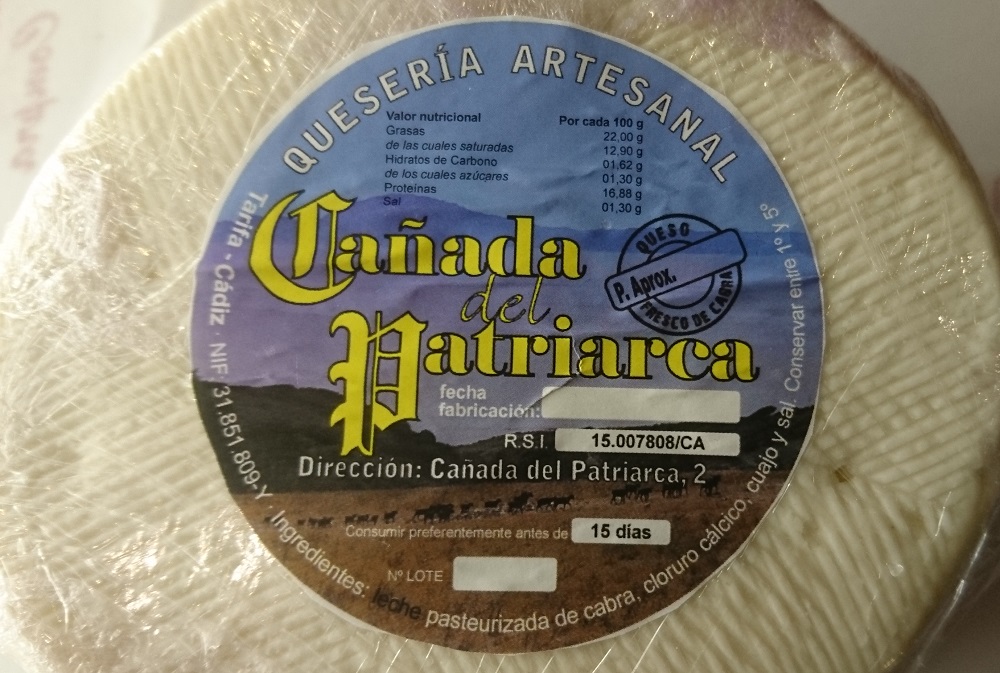 QUESERÍA ARTESANAL
Valor nutricional Por cada 100 g
Grasas 22,00 g
de las cuales saturadas 12,90 g
Hidratos de Carbono 01,62 g
de los cuales azúcares 01,30 g
Proteínas 16,88 g
Sal 01,30 g
Cañada
del
Patriarca
QUESO
P. Aprox.
FRESCO DE CABRA
fecha
fabricación:
R.S.I. 15.007808/CA
Dirección: Cañada del Patriarca, 2
Consumir preferentemente antes de 15 días
Nº LOTE
Tarifa - Cádiz · NIF: 31.851.809-Y
Ingredientes: leche pasteurizada de cabra, cloruro cálcico, cuajo y sal. Conservar entre 1º y 5º